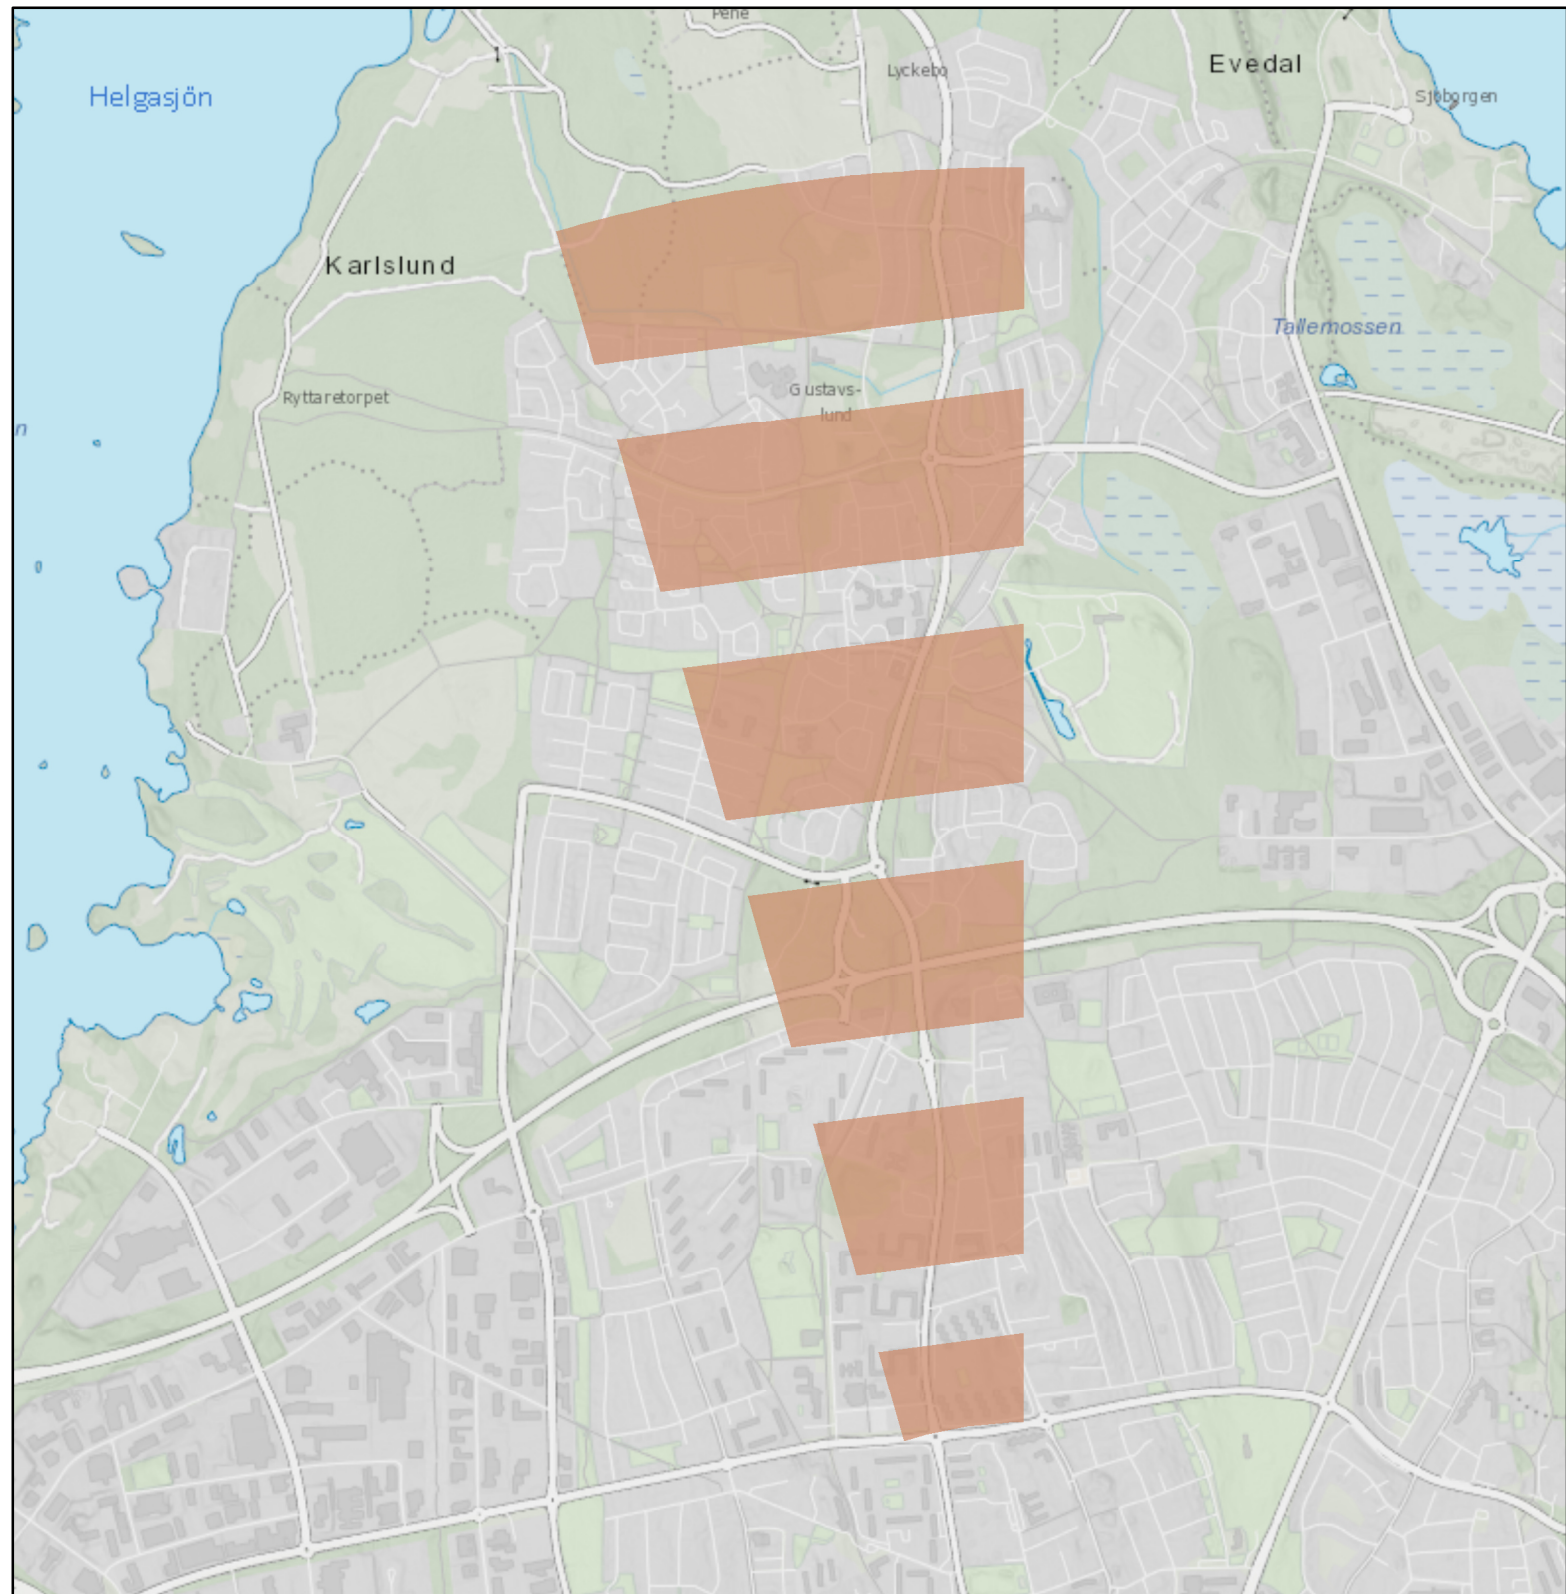 Pene
Evedal
Lyckebo
Helgasjön
Sjöborgen
Karlslund
Tallemossen
Gustavs-
lund
Ryttaretorpet
n